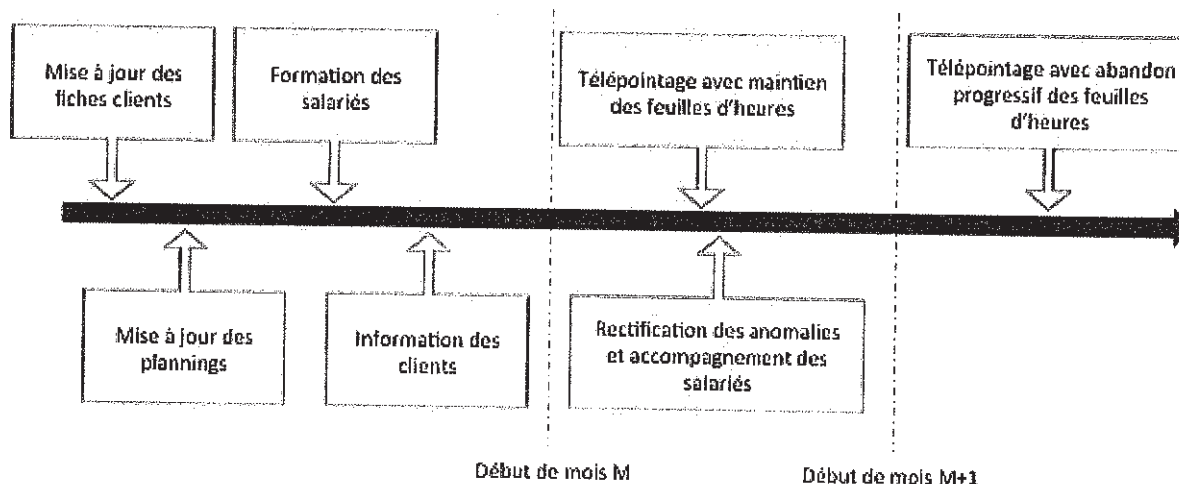 Mise à jour des
fiches clients
Formation des
salariés
Télépointage avec maintien
des feuilles d'heures
Télépointage avec abandon
progressif des feuilles
d'heures
Mise à jour des
plannings
Information des
clients
Rectification des anomalies
et accompagnement des
salariés
Début de mois M
Début de mois M+1